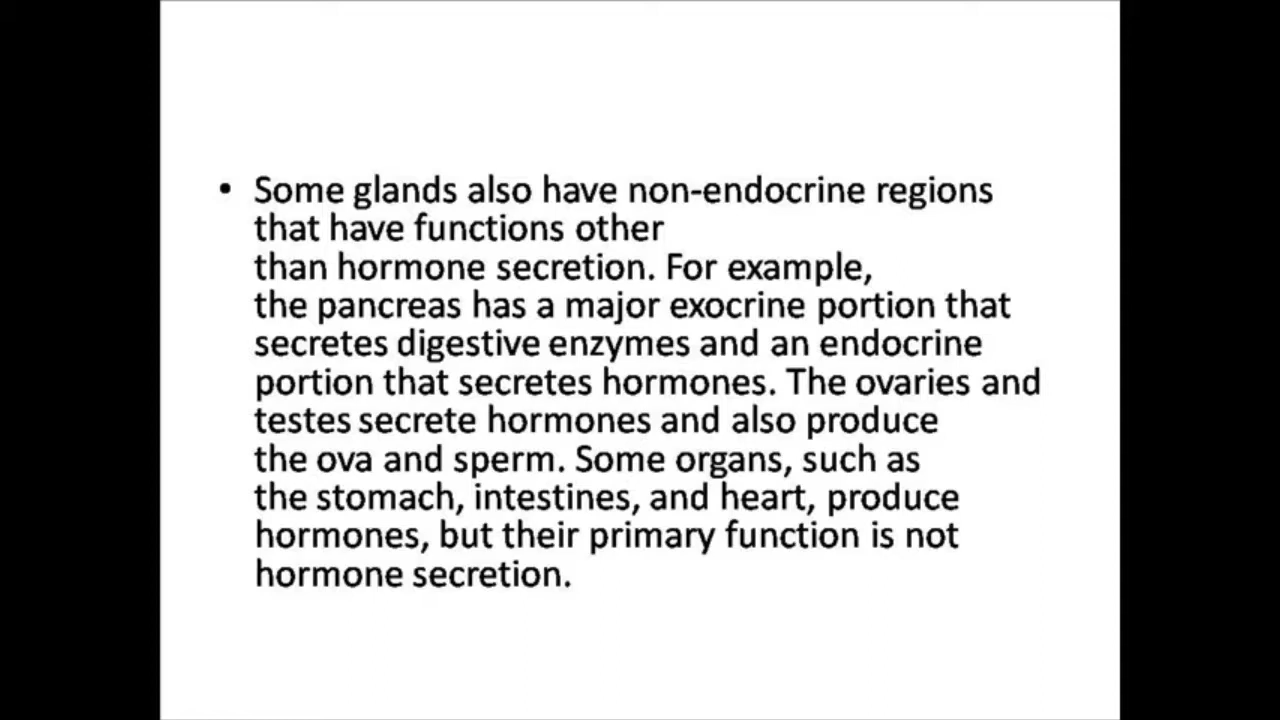 • Some glands also have non-endocrine regions
that have functions other
than hormone secretion. For example,
the pancreas has a major exocrine portion that
secretes digestive enzymes and an endocrine
portion that secretes hormones. The ovaries and
testes secrete hormones and also produce
the ova and sperm. Some organs, such as
the stomach, intestines, and heart, produce
hormones, but their primary function is not
hormone secretion.